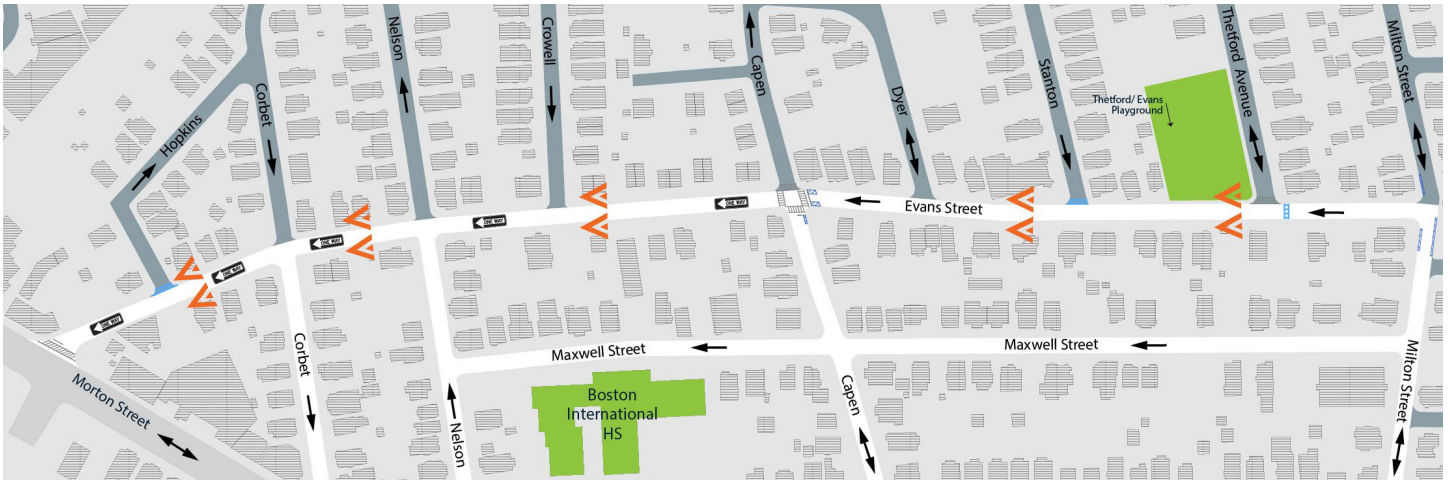 Hopkins
Corbet
Nelson
Crowell
Capen
Dyer
Stanton
Thetford/ Evans
Playground
Thetford Avenue
Milton Street
ONE WAY
ONE WAY
ONE WAY
ONE WAY
ONE WAY
Evans Street
Morton Street
Corbet
Nelson
Maxwell Street
Boston
International
HS
Capen
Maxwell Street
Milton Street